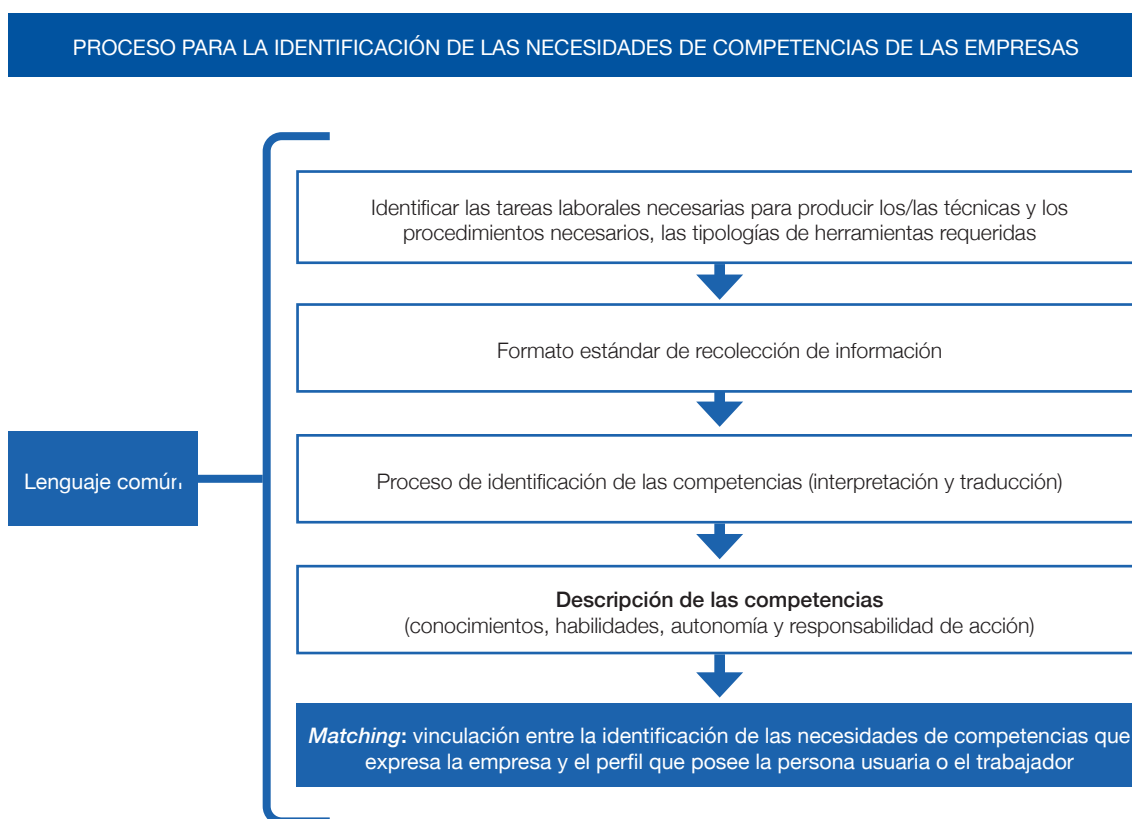 PROCESO PARA LA IDENTIFICACIÓN DE LAS NECESIDADES DE COMPETENCIAS DE LAS EMPRESAS
Identificar las tareas laborales necesarias para producir los/las técnicas y los
procedimientos necesarios, las tipologías de herramientas requeridas
Formato estándar de recolección de información
Lenguaje común
Proceso de identificación de las competencias (interpretación y traducción)
Descripción de las competencias
(conocimientos, habilidades, autonomía y responsabilidad de acción)
Matching: vinculación entre la identificación de las necesidades de competencias que
expresa la empresa y el perfil que posee la persona usuaria o el trabajador